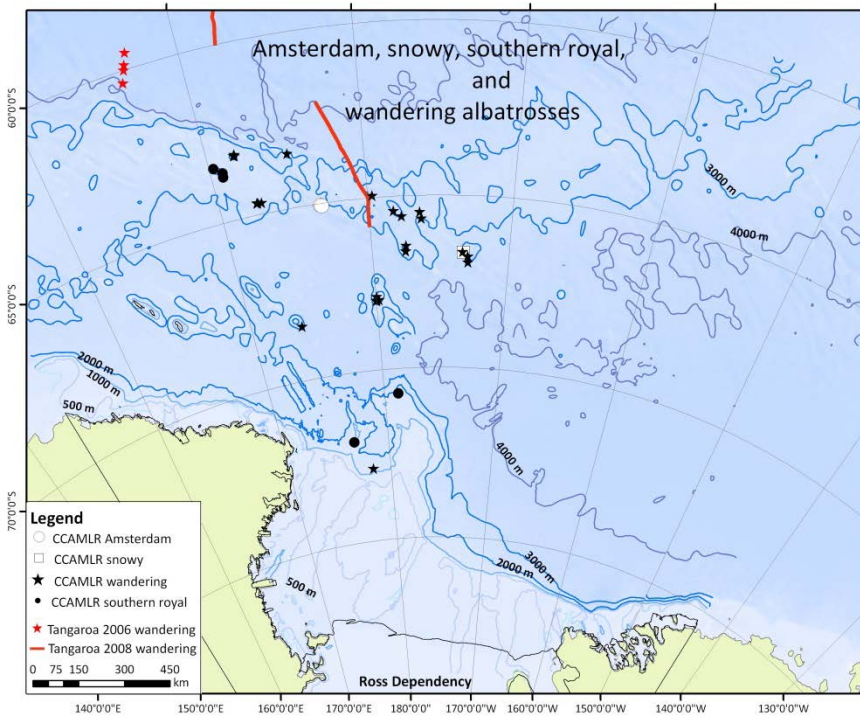 Amsterdam, snowy, southern royal,
and
wandering albatrosses
60°0'0"S
65°0'0"S
70°0'0"S
3000 m
4000 m
2000 m
1000 m
500 m
4000 m
3000 m
2000 m
500 m
Legend
CCAMLR Amsterdam
CCAMLR snowy
CCAMLR wandering
CCAMLR southern royal
Tangaroa 2006 wandering
Tangaroa 2008 wandering
0 75 150 300 450
km
Ross Dependency
140°0'0"E 150°0'0"E 160°0'0"E 170°0'0"E 180°0'0" 170°0'0"W 160°0'0"W 150°0'0"W 140°0'0"W 130°0'0"W